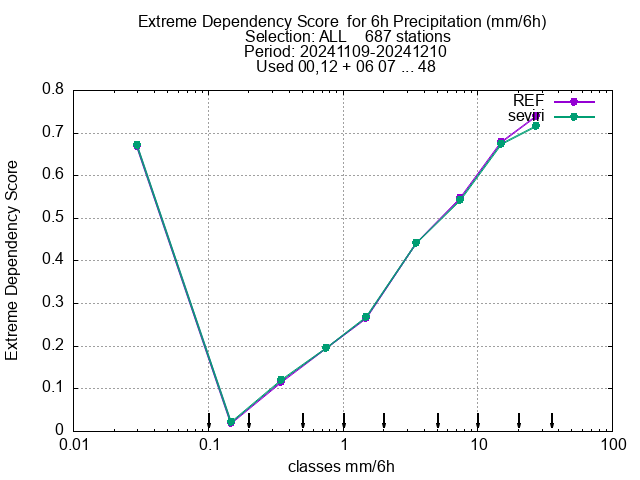 Extreme Dependency Score  for 6h Precipitation (mm/6h)
Selection: ALL    687 stations
Period: 20241109-20241210
Used 00,12 + 06 07 ... 48
REF
seviri
Extreme Dependency Score
0.8
0.7
0.6
0.5
0.4
0.3
0.2
0.1
0
0.01 0.1 1 10 100
classes mm/6h